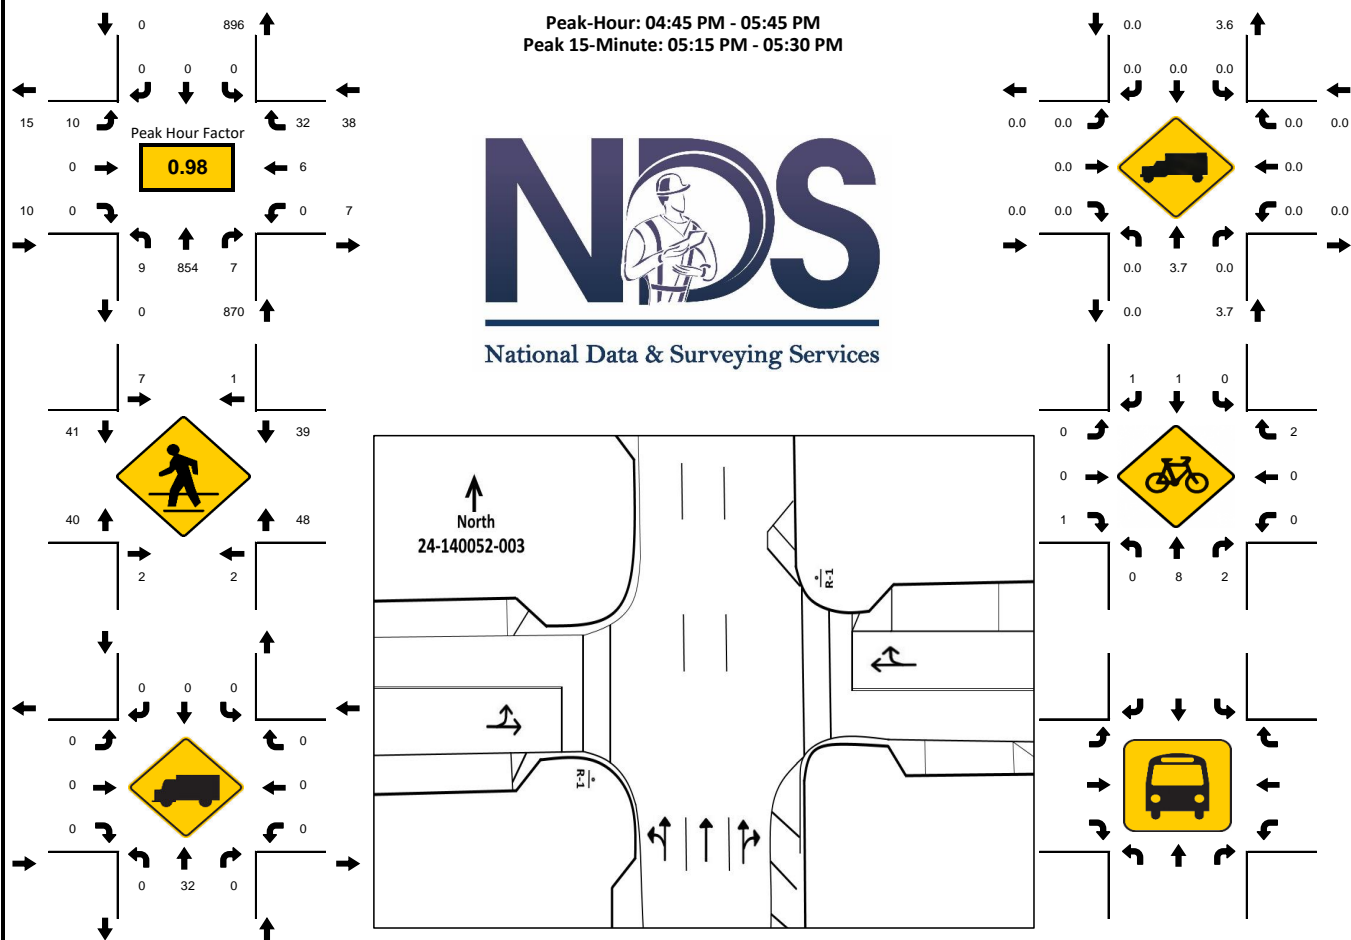 Peak-Hour: 04:45 PM - 05:45 PM
Peak 15-Minute: 05:15 PM - 05:30 PM
0 896
0 0 0
15 10 Peak Hour Factor 32 38
0 0.98 6
10 0 0 7
9 854 7
0 870
NDS
National Data & Surveying Services
0.0 3.6
0.0 0.0 0.0
0.0 0.0 0.0 0.0
0.0 0.0
0.0 0.0 0.0 0.0
0.0 3.7 0.0
0.0 3.7
7 1
41 39
40 48
2 2
1 1 0
0 2
0 0
1 0
0 8 2
North
24-140052-003
R-1
R-1
0 0 0
0 0
0 0
0 0
0 32 0